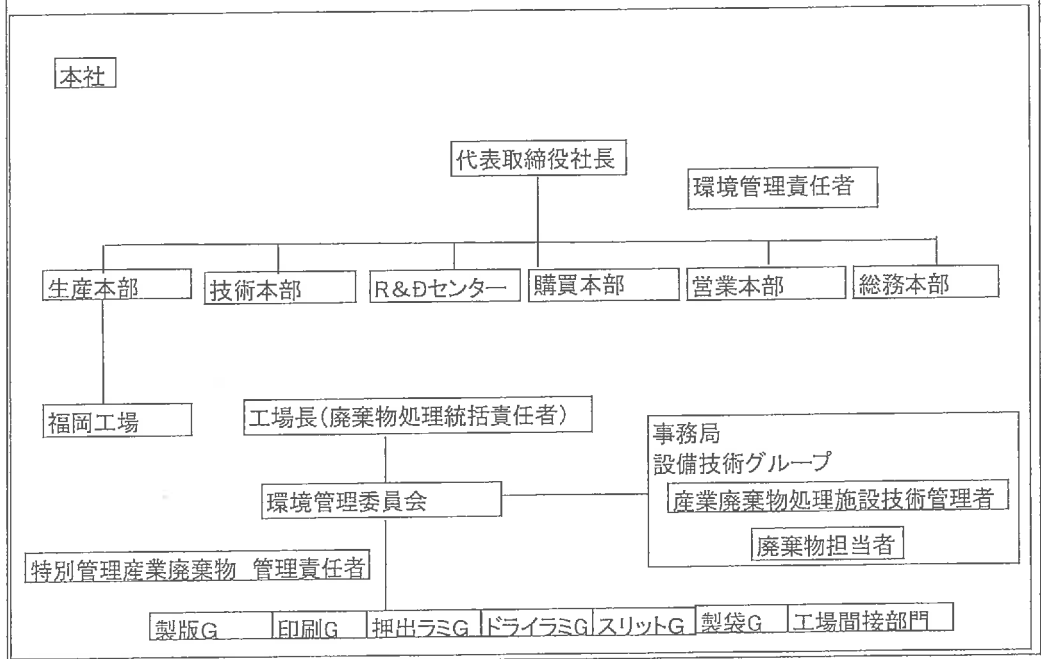 本社
代表取締役社長
環境管理責任者
生産本部 技術本部 R&Dセンター 購買本部 営業本部 総務本部
福岡工場
工場長(廃棄物処理統括責任者)
事務局
設備技術グループ
産業廃棄物処理施設技術管理者
廃棄物担当者
環境管理委員会
特別管理産業廃棄物 管理責任者
製版G 印刷G 押出ラミG ドライラミG スリットG 製袋G 工場間接部門